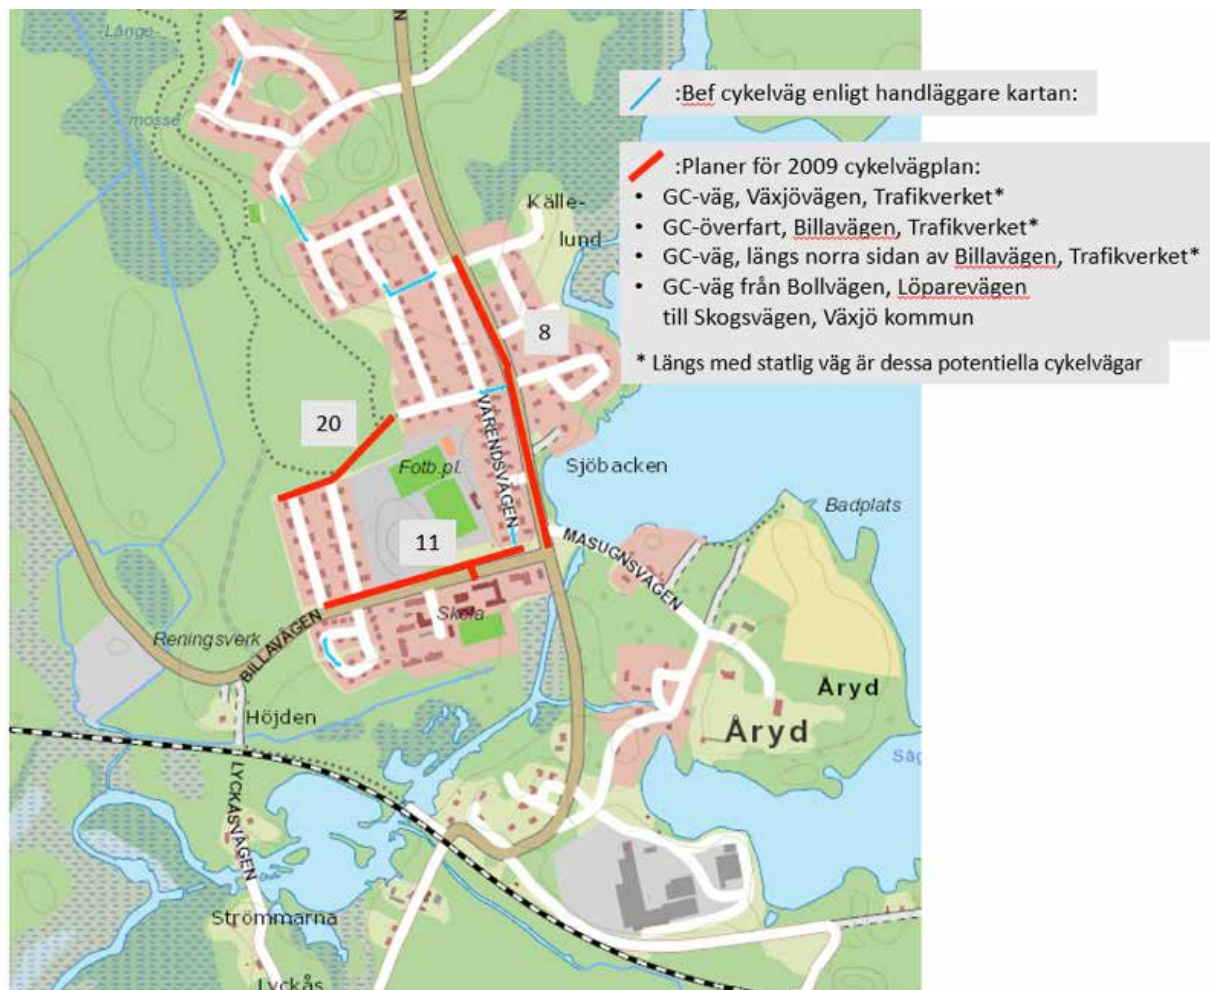 Långe-
mosse
N
:Bef cykelväg enligt handläggare kartan:
:Planer för 2009 cykelvägplan:
• GC-väg, Växjövägen, Trafikverket*
• GC-överfart, Billavägen, Trafikverket*
• GC-väg, längs norra sidan av Billavägen, Trafikverket*
• GC-väg från Bollvägen, Löparevägen
till Skogsvägen, Växjö kommun
* Längs med statlig väg är dessa potentiella cykelvägar
Källe-
lund
8
20
VÄRENDSVÄGEN
Fotb.pl.
Sjöbacken
Badplats
11
MASUGNSVÄGEN
Skola
Reningsverk
BILLAVÄGEN
Höjden
Åryd
Åryd
Såg
LYCKÅSVÄGEN
Strömmarna
Lyckås